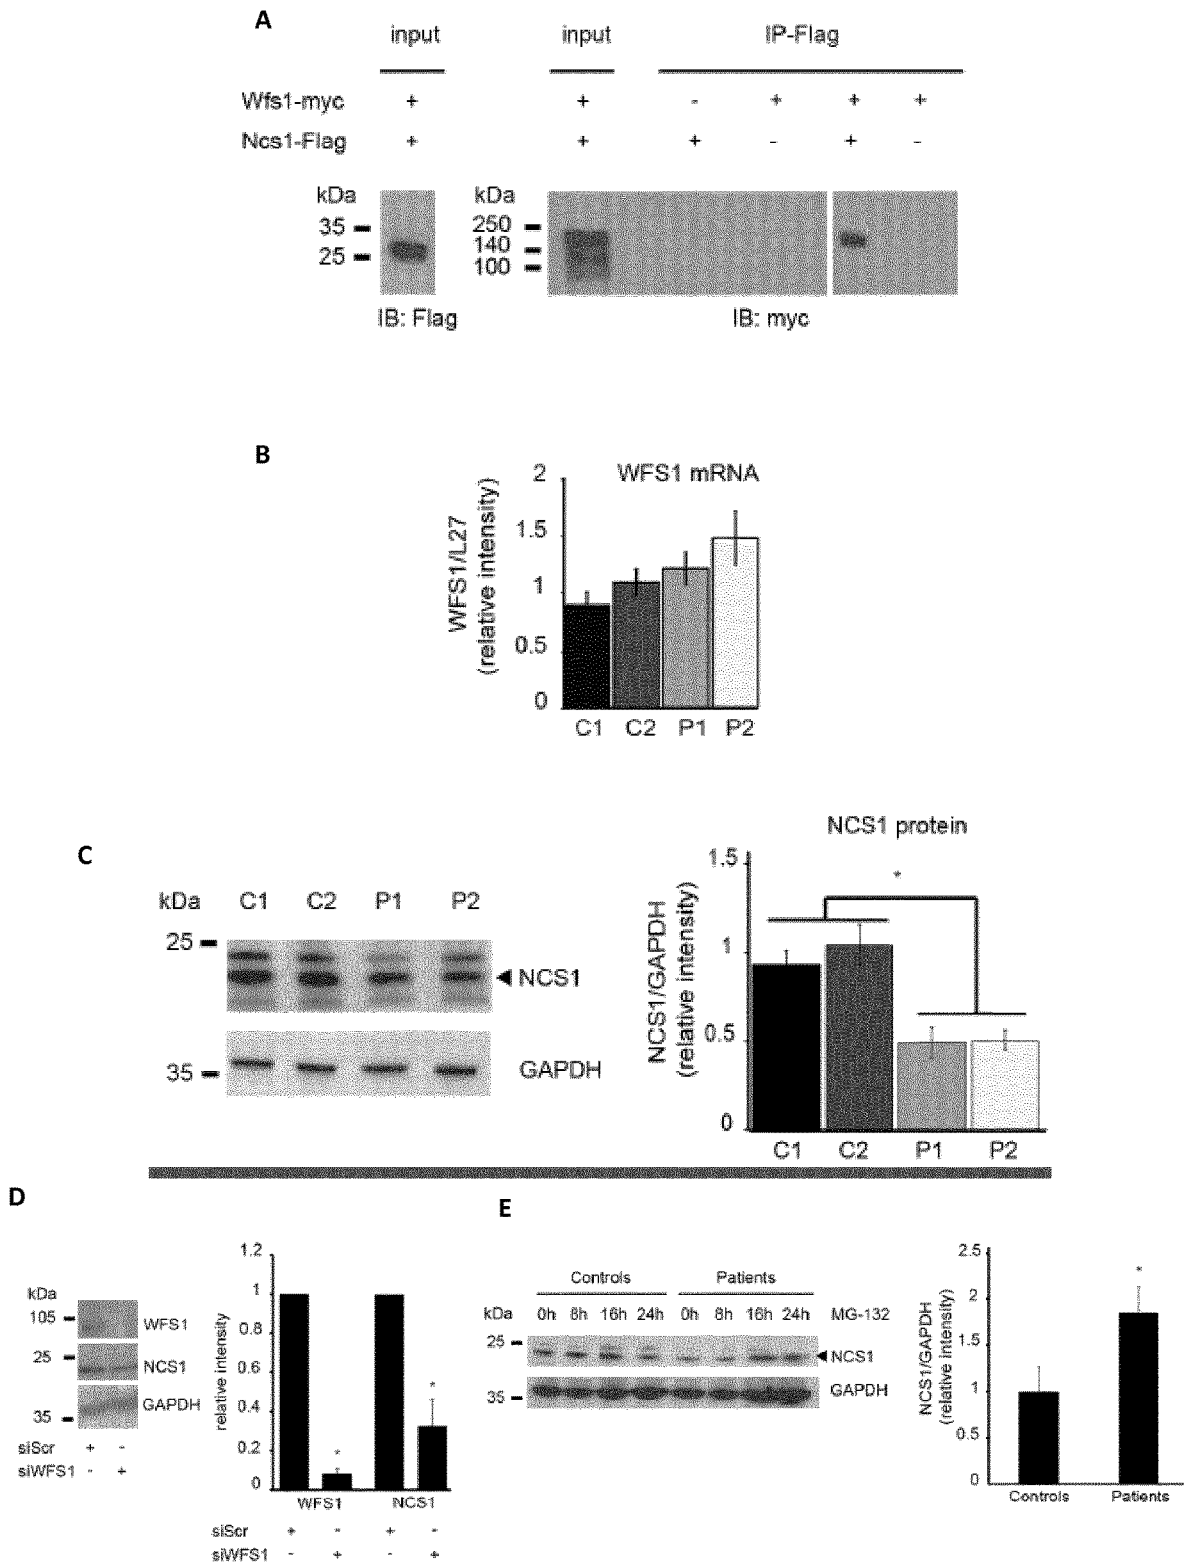 A
input input IP-Flag
Wfs1-myc + + - + + +
Ncs1-Flag + + + - + -
kDa kDa
35 250
25 140
100
IB: Flag IB: myc
B
WFS1 mRNA
WFS1/L27
(relative intensity)
2
1.5
1
0.5
0
C1 C2 P1 P2
C
kDa C1 C2 P1 P2
25
NCS1
35
GAPDH
NCS1 protein
NCS1/GAPDH
(relative intensity)
1.5
*
1
0.5
0
C1 C2 P1 P2
D
kDa
105
WFS1
25
NCS1
GAPDH
35
siScr + -
siWFS1 - +
relative intensity
1.2
1
0.8
0.6
0.4
0.2
0
* *
WFS1 NCS1
siScr + - + -
siWFS1 - + - +
E
Controls Patients
kDa 0h 8h 16h 24h 0h 8h 16h 24h MG-132
25
NCS1
35
GAPDH
NCS1/GAPDH
(relative intensity)
2.5
2
1.5
1
0.5
0
*
Controls Patients